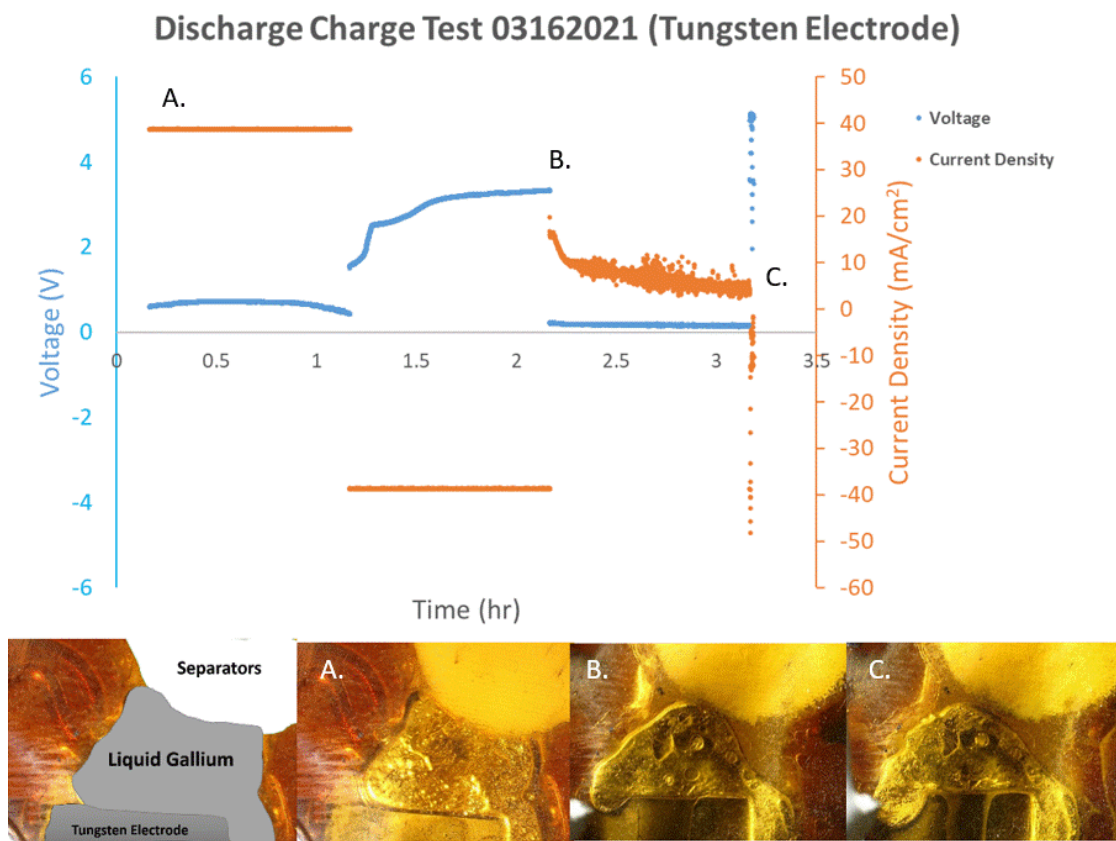 Discharge Charge Test 03162021 (Tungsten Electrode)
6
4
2
0
-2
-4
-6
Voltage (V)
0
0.5
1
1.5
2
2.5
3
3.5
Time (hr)
50
40
30
20
10
0
-10
-20
-30
-40
-50
-60
Current Density (mA/cm²)
A.
B.
C.
Voltage
Current Density
Separators
Liquid Gallium
Tungsten Electrode
A.
B.
C.